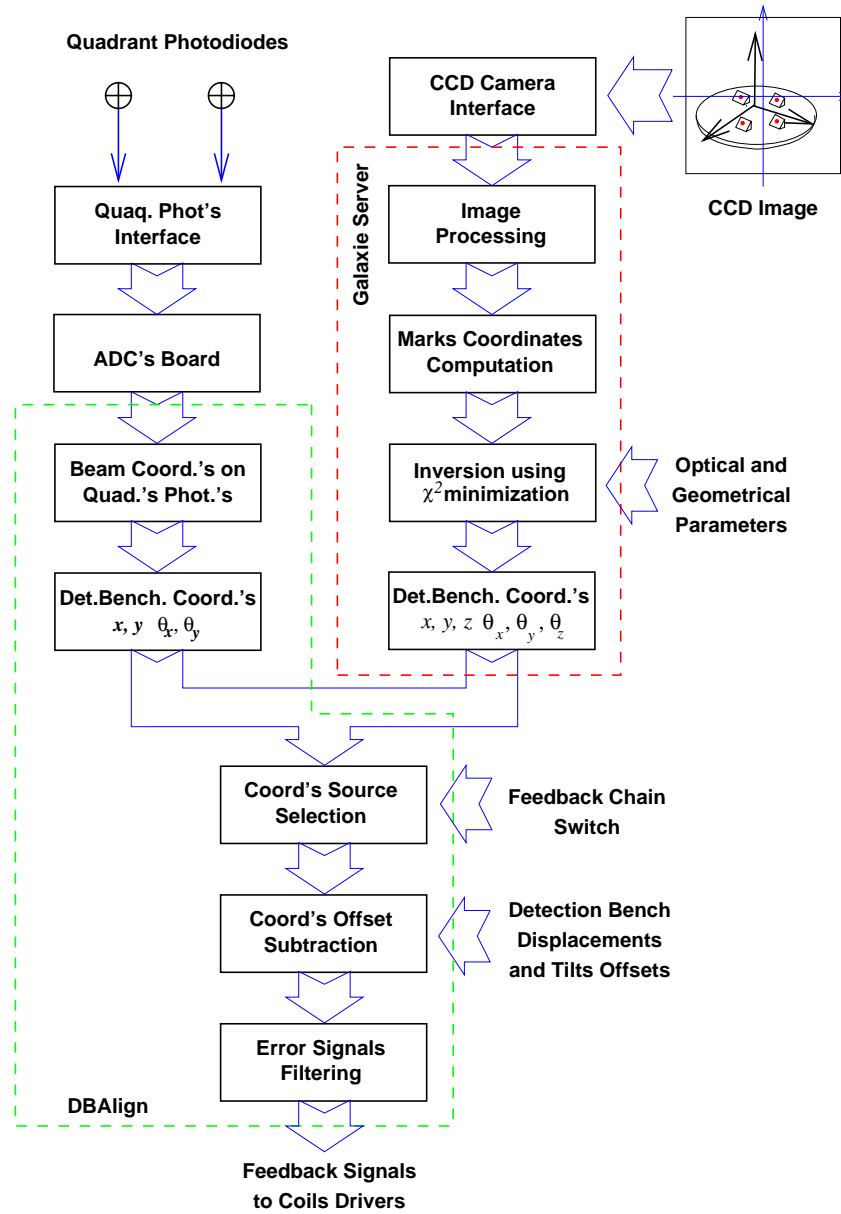 Quadrant Photodiodes
CCD Camera
Interface
CCD Image
Quaq. Phot's
Interface
Galaxie Server
Image
Processing
ADC's Board
Marks Coordinates
Computation
Beam Coord.'s on
Quad.'s Phot.'s
Inversion using
χ² minimization
Optical and
Geometrical
Parameters
Det.Bench. Coord.'s
x, y θx, θy
Det.Bench. Coord.'s
x, y, z θx, θy, θz
Coord's Source
Selection
Feedback Chain
Switch
Coord's Offset
Subtraction
Detection Bench
Displacements
and Tilts Offsets
Error Signals
Filtering
DBAlign
Feedback Signals
to Coils Drivers